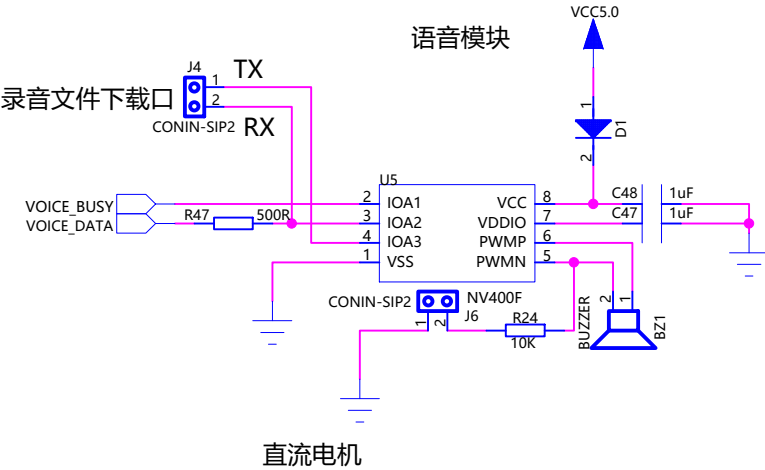 VCC5.0
语音模块
J4
TX
1
2
录音文件下载口
CONIN-SIP2
RX
1
D1
2
U5
VOICE_BUSY
VOICE_DATA
R47
500R
2
IOA1
3
IOA2
4
IOA3
1
VSS
VCC
8
VDDIO
7
PWMP
6
PWMN
5
C48
1uF
C47
1uF
CONIN-SIP2
NV400F
J6
1
2
R24
10K
BUZZER
2
1
BZ1
直流电机